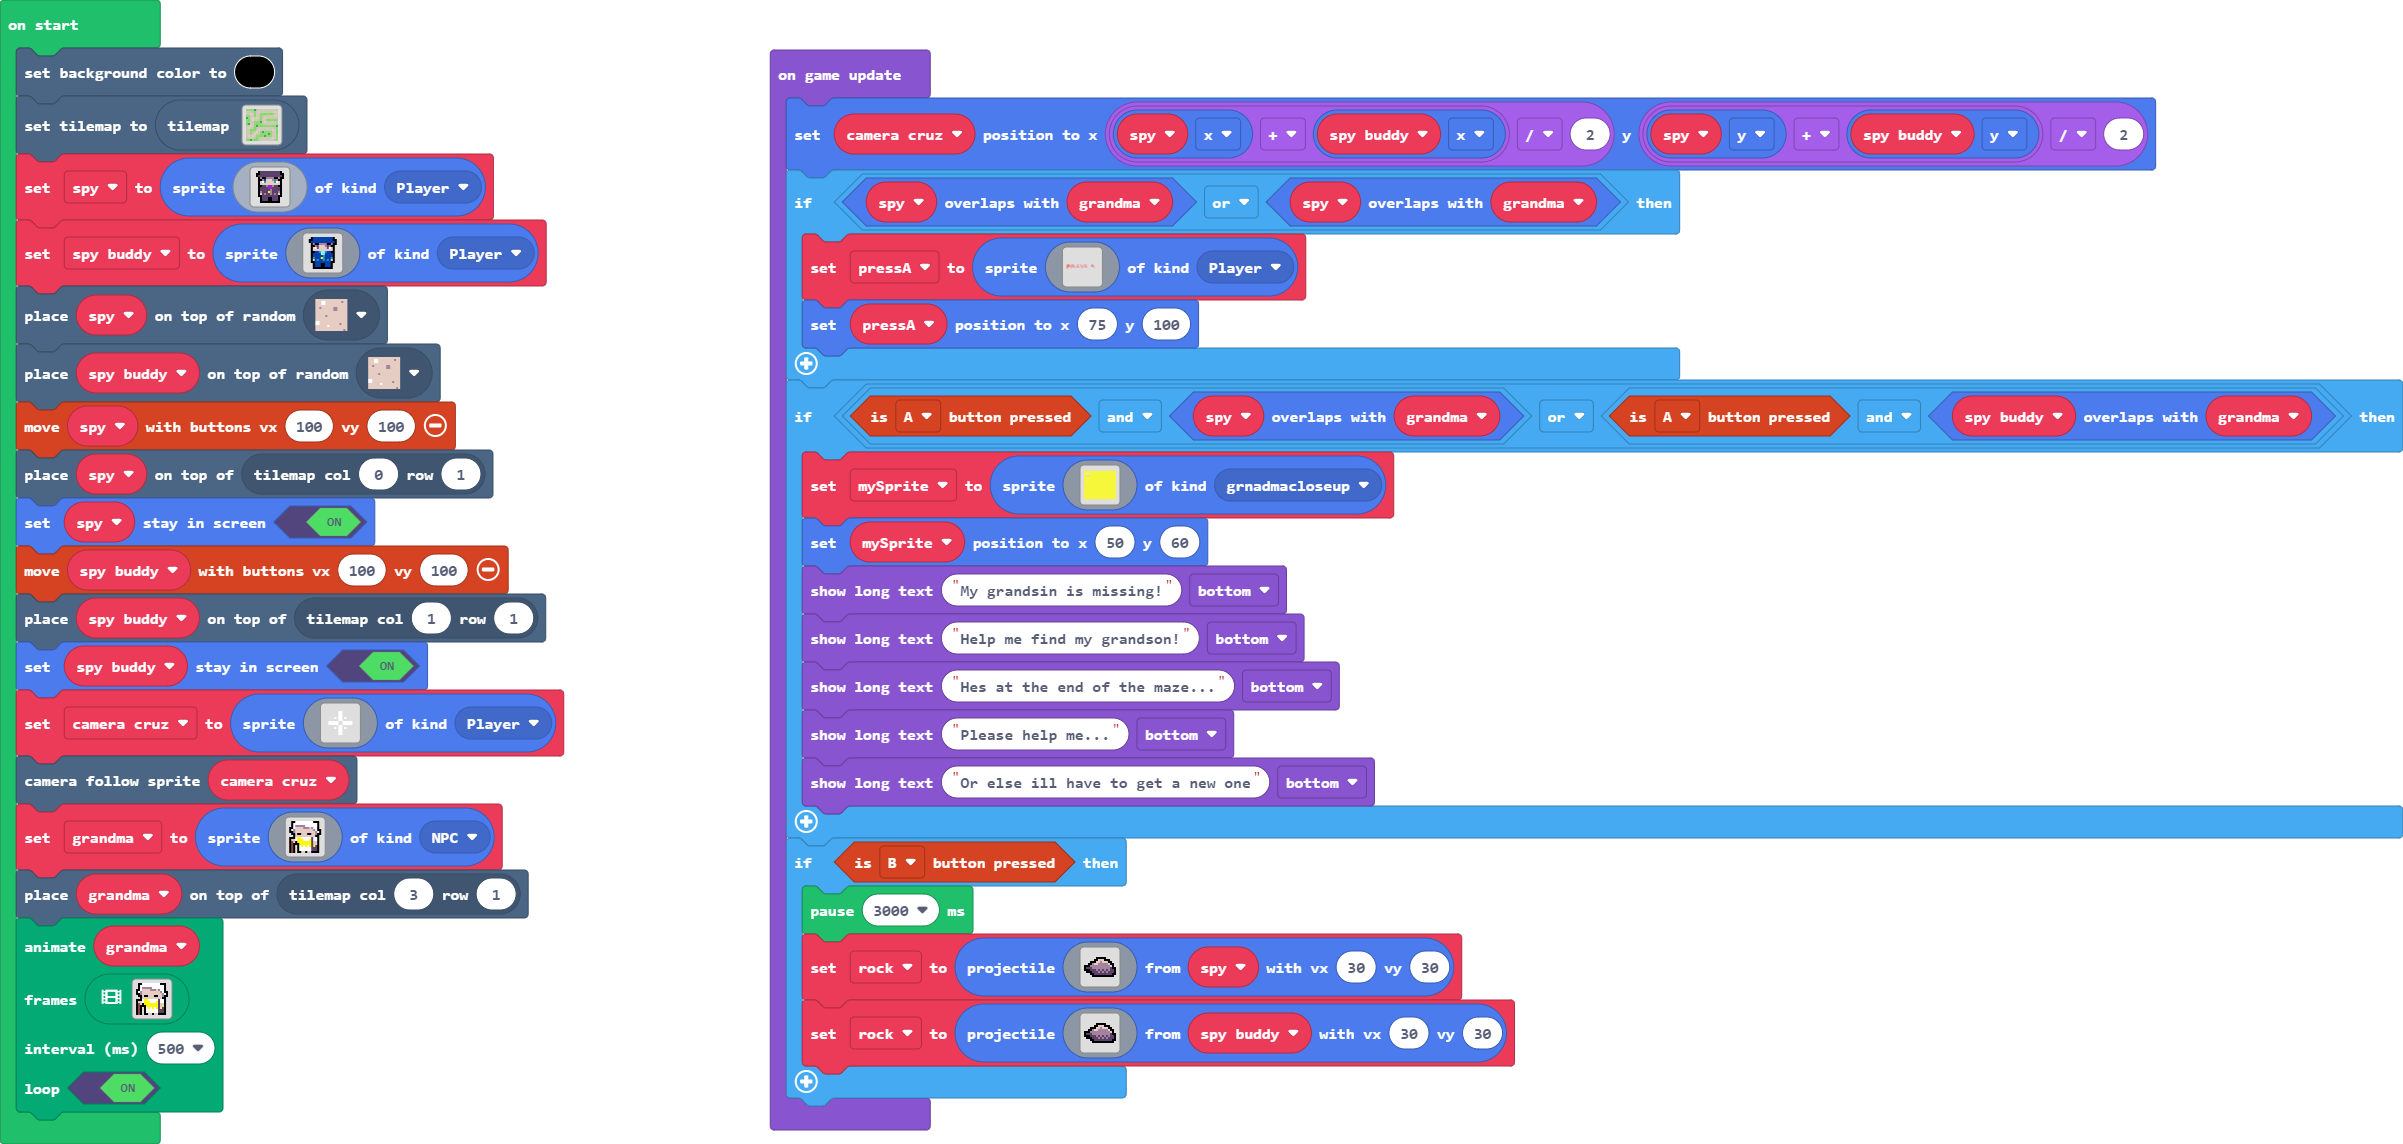 on start
set background color to
set tilemap to tilemap
set spy to sprite of kind Player
set spy buddy to sprite of kind Player
place spy on top of random
place spy buddy on top of random
move spy with buttons vx 100 vy 100
place spy on top of tilemap col 0 row 1
set spy stay in screen ON
move spy buddy with buttons vx 100 vy 100
place spy buddy on top of tilemap col 1 row 1
set spy buddy stay in screen ON
set camera cruz to sprite of kind Player
camera follow sprite camera cruz
set grandma to sprite of kind NPC
place grandma on top of tilemap col 3 row 1
animate grandma
frames
interval (ms) 500
loop ON
on game update
set camera cruz position to x spy x + spy buddy x / 2 y spy y + spy buddy y / 2
if spy overlaps with grandma or spy overlaps with grandma then
set pressA to sprite of kind Player
set pressA position to x 75 y 100
if is A button pressed and spy overlaps with grandma or is A button pressed and spy buddy overlaps with grandma then
set mySprite to sprite of kind grnadmacloseup
set mySprite position to x 50 y 60
show long text "My grandsin is missing!" bottom
show long text "Help me find my grandson!" bottom
show long text "Hes at the end of the maze..." bottom
show long text "Please help me..." bottom
show long text "Or else ill have to get a new one" bottom
if is B button pressed then
pause 3000 ms
set rock to projectile from spy with vx 30 vy 30
set rock to projectile from spy buddy with vx 30 vy 30